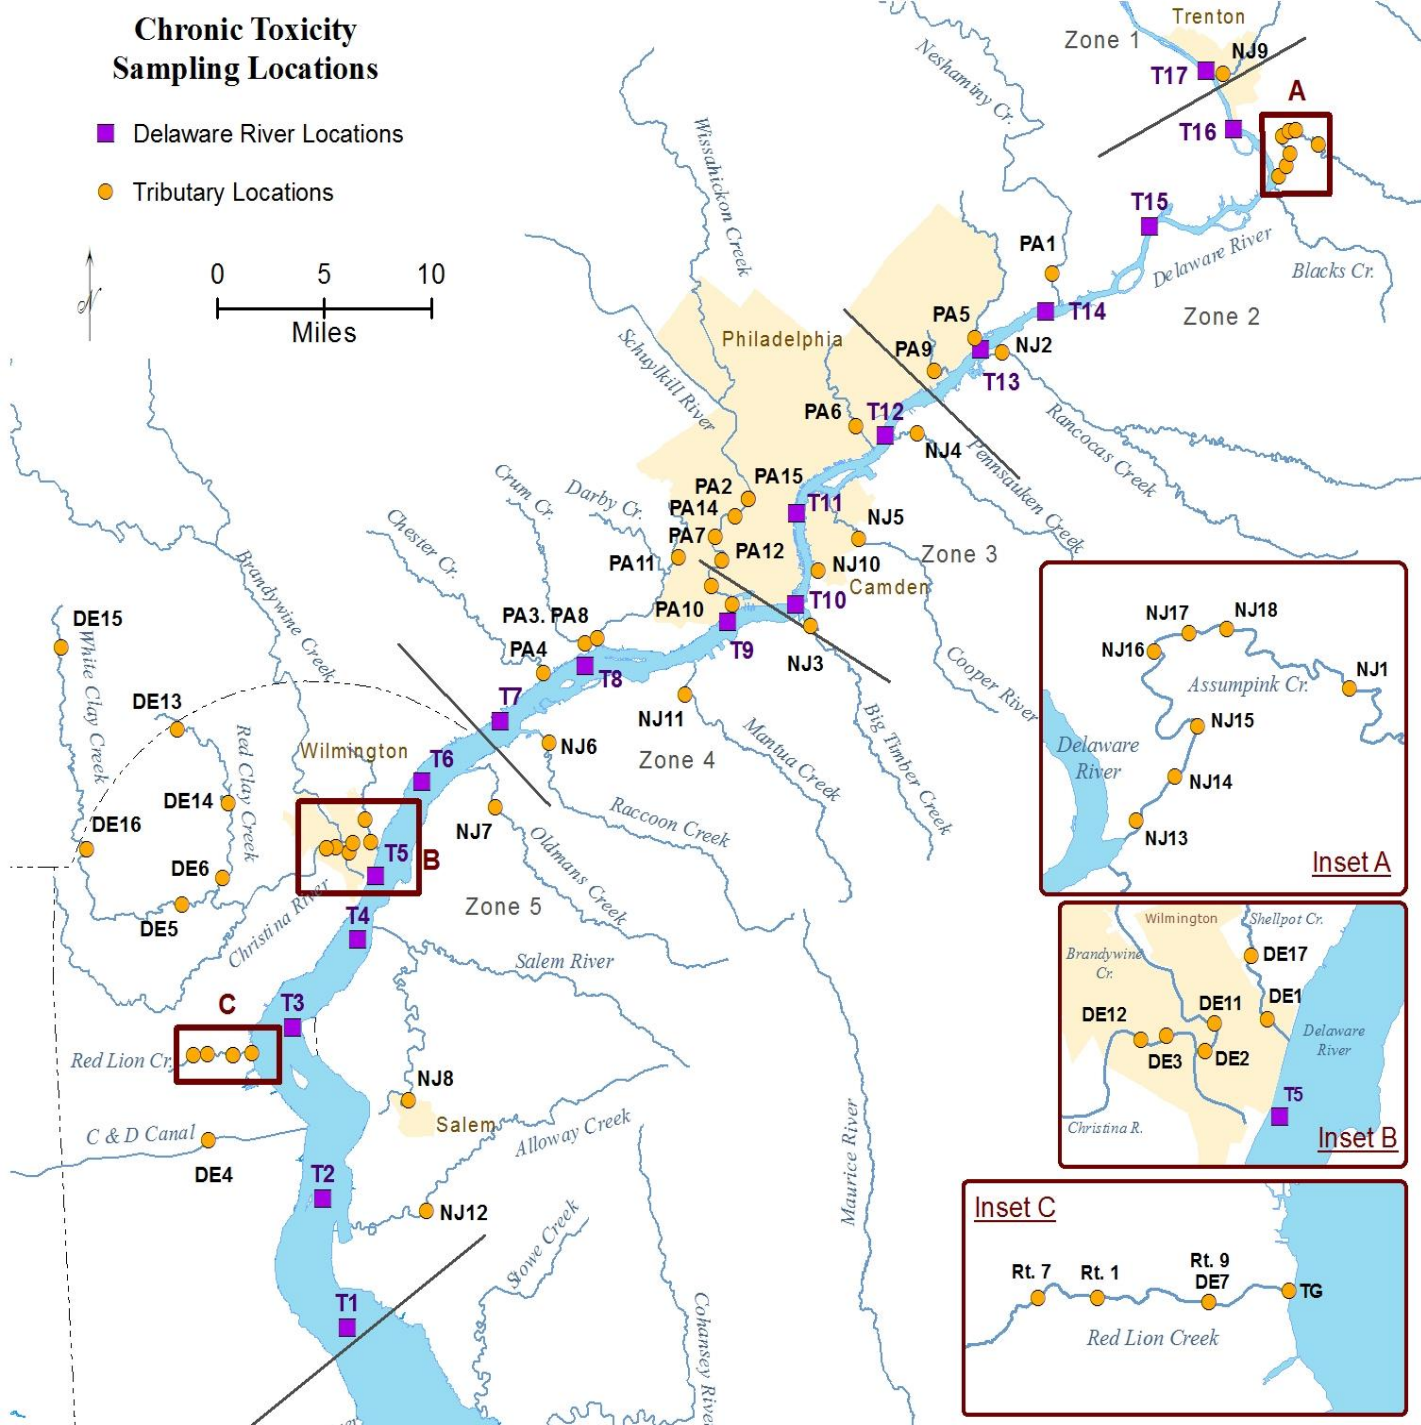 Chronic Toxicity
Sampling Locations
Delaware River Locations
Tributary Locations
N
0 5 10
Miles
Trenton
Zone 1
NJ9
T17
A
T16
Neshaminy Cr.
Wissahickon Creek
T15
PA1
Delaware River
Blacks Cr.
T14
Zone 2
PA5
Philadelphia
NJ2
PA9
T13
Schuylkill River
PA6
T12
NJ4
Rancocas Creek
Pennsauken Creek
Crum Cr.
Darby Cr.
PA2
PA15
PA14
T11
NJ5
Chester Cr.
PA7
PA12
PA11
NJ10
Zone 3
Camden
Brandywine Creek
PA10
T10
PA3. PA8
T9
NJ3
PA4
T8
Cooper River
DE15
White Clay Creek
DE13
T7
NJ11
Big Timber Creek
Red Clay Creek
Wilmington
T6
NJ6
Zone 4
Mantua Creek
DE14
DE16
NJ7
Raccoon Creek
T5
B
DE6
Oldmans Creek
DE5
Christina River
T4
Zone 5
Salem River
C
T3
Red Lion Cr.
NJ8
Salem
C & D Canal
Alloway Creek
DE4
T2
NJ12
Stowe Creek
Maurice River
T1
Cohansey River
NJ17
NJ18
NJ16
NJ1
Assumpink Cr.
NJ15
Delaware
River
NJ14
NJ13
Inset A
Wilmington
Shellpot Cr.
Brandywine
Cr.
DE17
DE11
DE1
DE12
Delaware
River
DE3
DE2
T5
Christina R.
Inset B
Inset C
Rt. 9
Rt. 7
Rt. 1
DE7
TG
Red Lion Creek